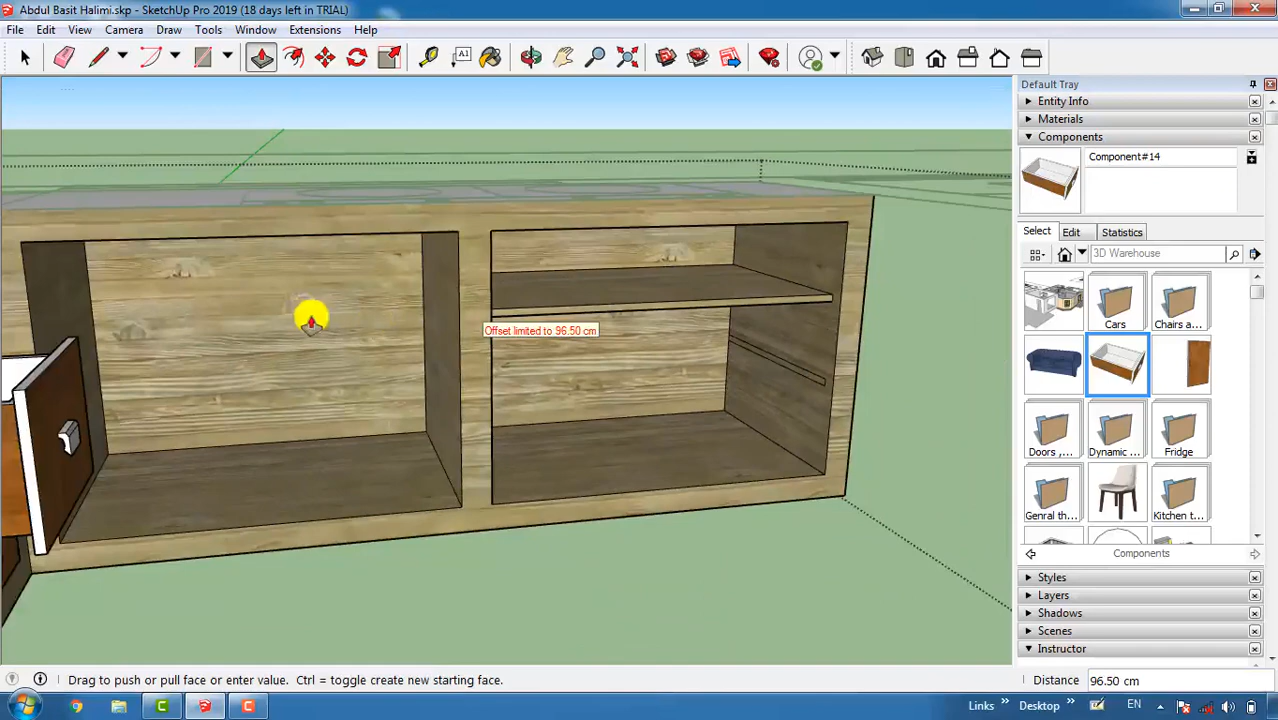 Abdul Basit Halimi.skp - SketchUp Pro 2019 (18 days left in TRIAL)
File Edit View Camera Draw Tools Window Extensions Help
A1
Default Tray
Entity Info
Materials
Components
Component#14
Select Edit Statistics
3D Warehouse
Cars Chairs a...
Doors ,... Dynamic ... Fridge
Genral th... Kitchen t...
Components
Styles
Layers
Shadows
Scenes
Instructor
Offset limited to 96.50 cm
Drag to push or pull face or enter value. Ctrl = toggle create new starting face.
Distance 96.50 cm
Links Desktop EN